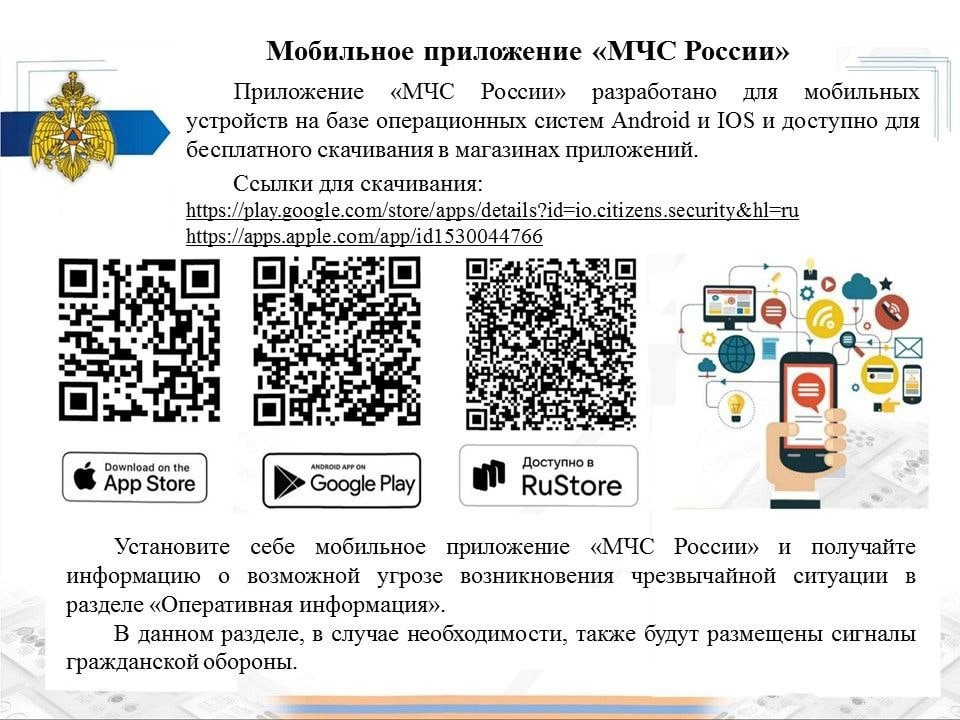 Мобильное приложение «МЧС России»
Приложение «МЧС России» разработано для мобильных
устройств на базе операционных систем Android и IOS и доступно для
бесплатного скачивания в магазинах приложений.
Ссылки для скачивания:
https://play.google.com/store/apps/details?id=io.citizens.security&hl=ru
https://apps.apple.com/app/id1530044766
Download on the
App Store
ANDROID APP ON
Google Play
Доступно в
RuStore
Установите себе мобильное приложение «МЧС России» и получайте
информацию о возможной угрозе возникновения чрезвычайной ситуации в
разделе «Оперативная информация».
В данном разделе, в случае необходимости, также будут размещены сигналы
гражданской обороны.